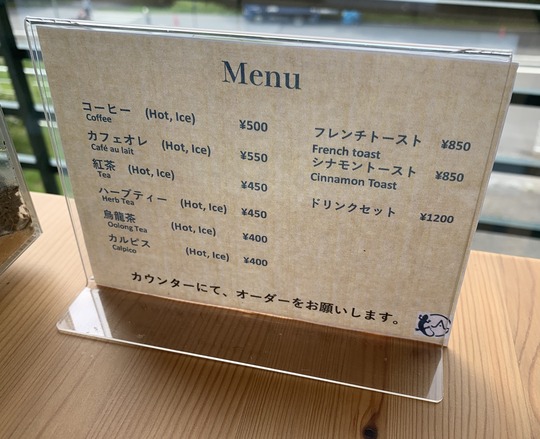 Menu
コーヒー (Hot, Ice) ¥500
Coffee
カフェオレ (Hot, Ice) ¥550
Café au lait
紅茶 (Hot, Ice) ¥450
Tea
ハーブティー (Hot, Ice) ¥450
Herb Tea
烏龍茶 (Hot, Ice) ¥400
Oolong Tea
カルピス (Hot, Ice) ¥400
Calpico
フレンチトースト ¥850
French toast
シナモントースト ¥850
Cinnamon Toast
ドリンクセット ¥1200
カウンターにて、オーダーをお願いします。